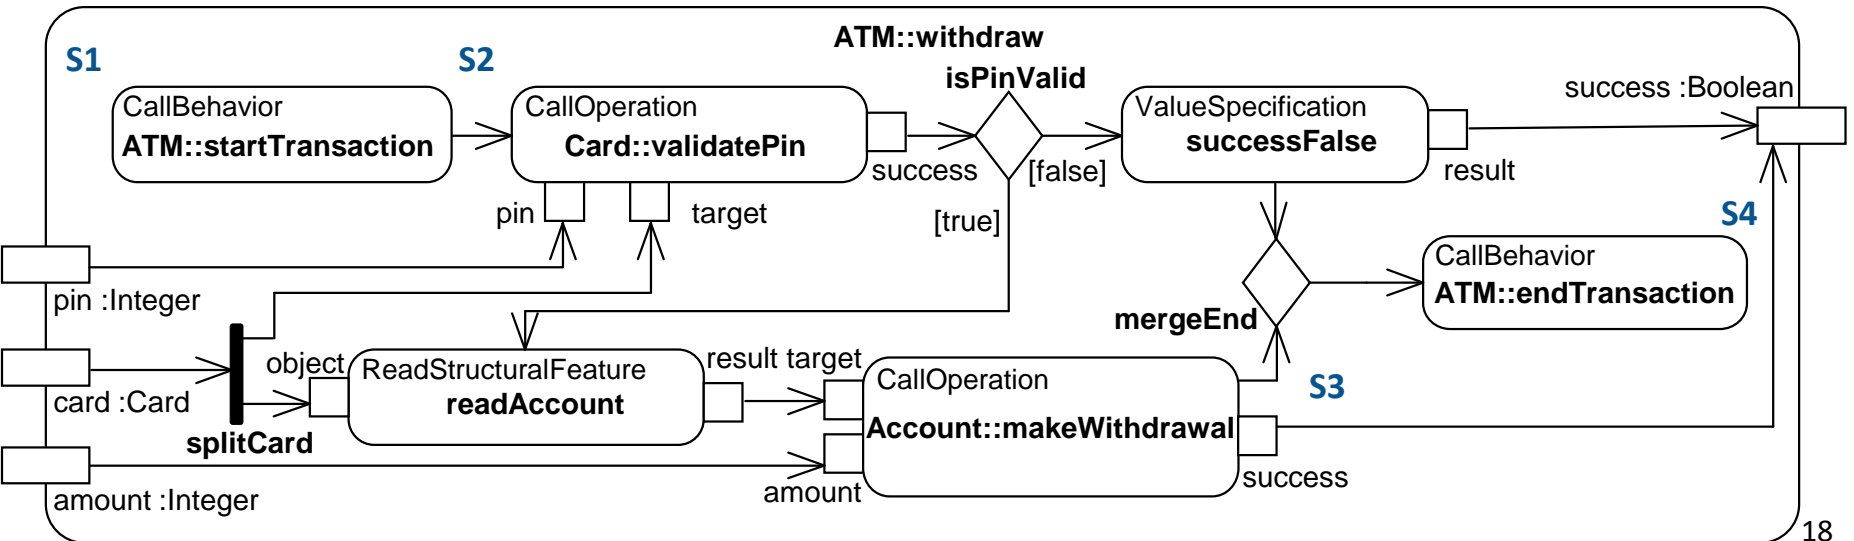 ATM::withdraw
S1
S2
isPinValid
success :Boolean
CallBehavior
ATM::startTransaction
CallOperation
Card::validatePin
success
[false]
[true]
ValueSpecification
successFalse
result
pin
target
S4
pin :Integer
CallBehavior
ATM::endTransaction
mergeEnd
card :Card
splitCard
object
ReadStructuralFeature
readAccount
result target
CallOperation
Account::makeWithdrawal
S3
amount :Integer
amount
success
18